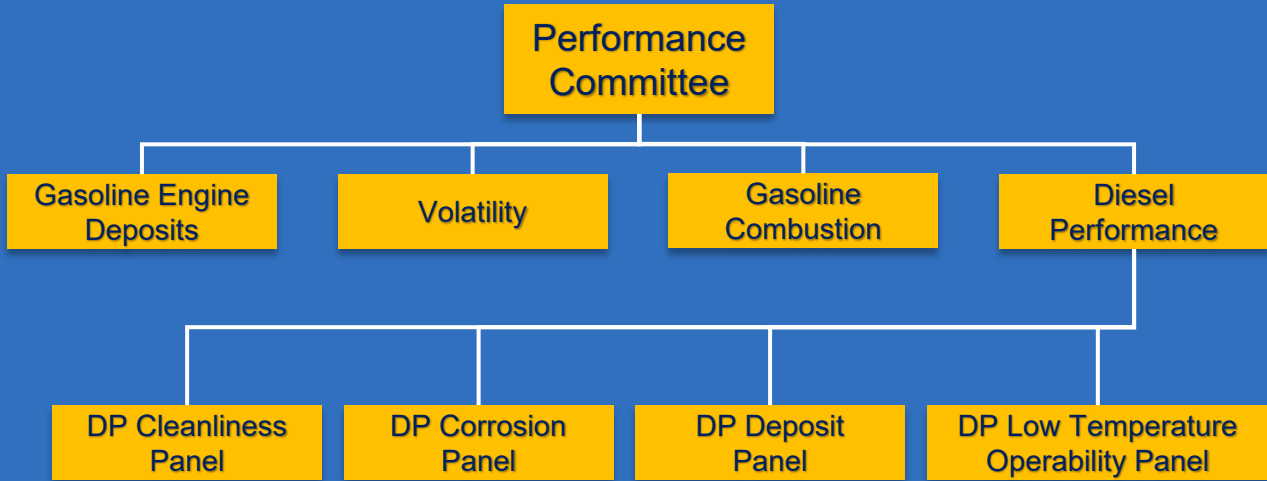 Performance
Committee
Gasoline Engine
Deposits
Volatility
Gasoline
Combustion
Diesel
Performance
DP Cleanliness
Panel
DP Corrosion
Panel
DP Deposit
Panel
DP Low Temperature
Operability Panel